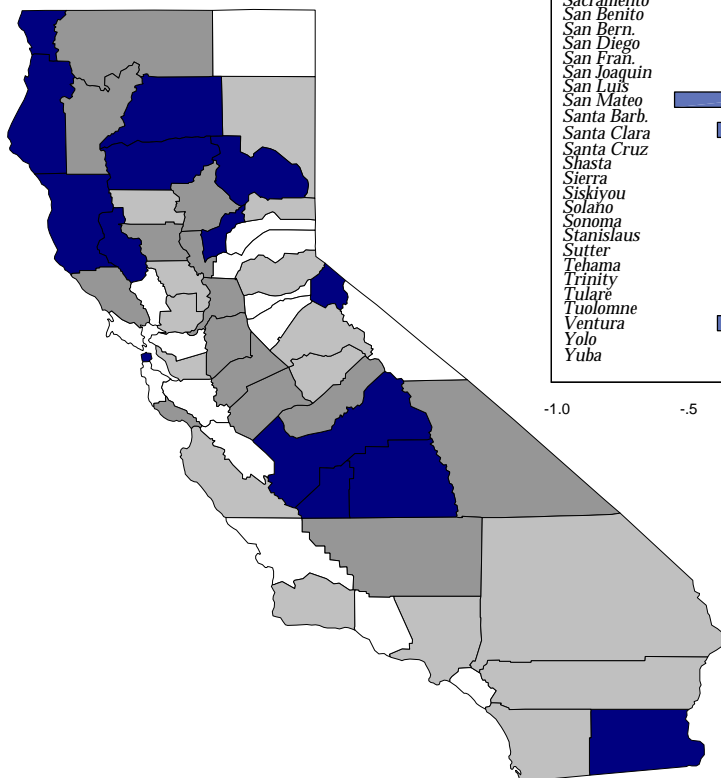 Sacramento
San Benito
San Bern.
San Diego
San Fran.
San Joaquin
San Luis
San Mateo
Santa Barb.
Santa Clara
Santa Cruz
Shasta
Sierra
Siskiyou
Solano
Sonoma
Stanislaus
Sutter
Tehama
Trinity
Tulare
Tuolomne
Ventura
Yolo
Yuba
-1.0 -.5